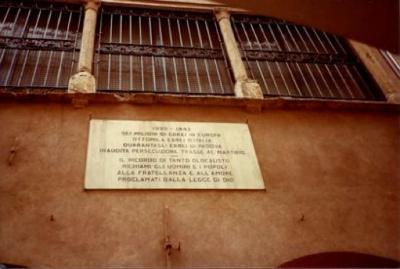 1939 - 1945
SEI MILIONI DI EBREI IN EUROPA
OTTOMILA EBREI D'ITALIA
QUARANTASEI EBREI DI PADOVA
INAUDITA PERSECUZIONE TRASSE AL MARTIRIO
IL RICORDO DI TANTO OLOCAUSTO
RICHIAMI GLI UOMINI E I POPOLI
ALLA FRATELLANZA E ALL'AMORE
PROCLAMATI DALLA LEGGE DI DIO